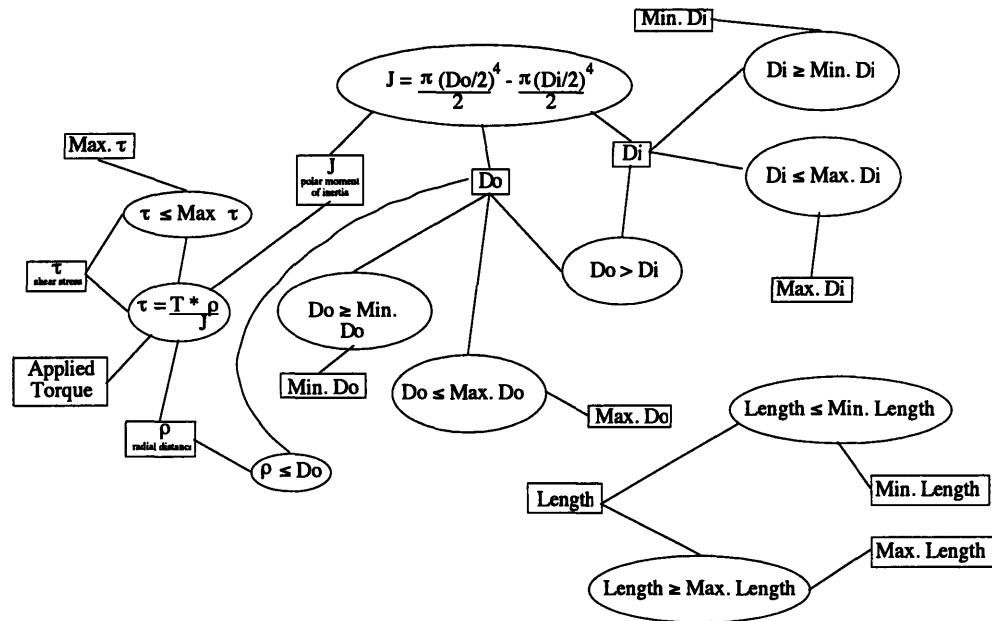 Min. Di
Di ≥ Min. Di
J = π (Do/2)^4 / 2 - π (Di/2)^4 / 2
Max. τ
J
polar moment
of inertia
Do
Di
Di ≤ Max. Di
τ ≤ Max τ
τ
shear stress
τ = T * ρ / J
Do > Di
Max. Di
Do ≥ Min.
Do
Applied
Torque
Min. Do
Do ≤ Max. Do
Max. Do
Length ≤ Min. Length
ρ
radial distance
ρ ≤ Do
Length
Min. Length
Max. Length
Length ≥ Max. Length